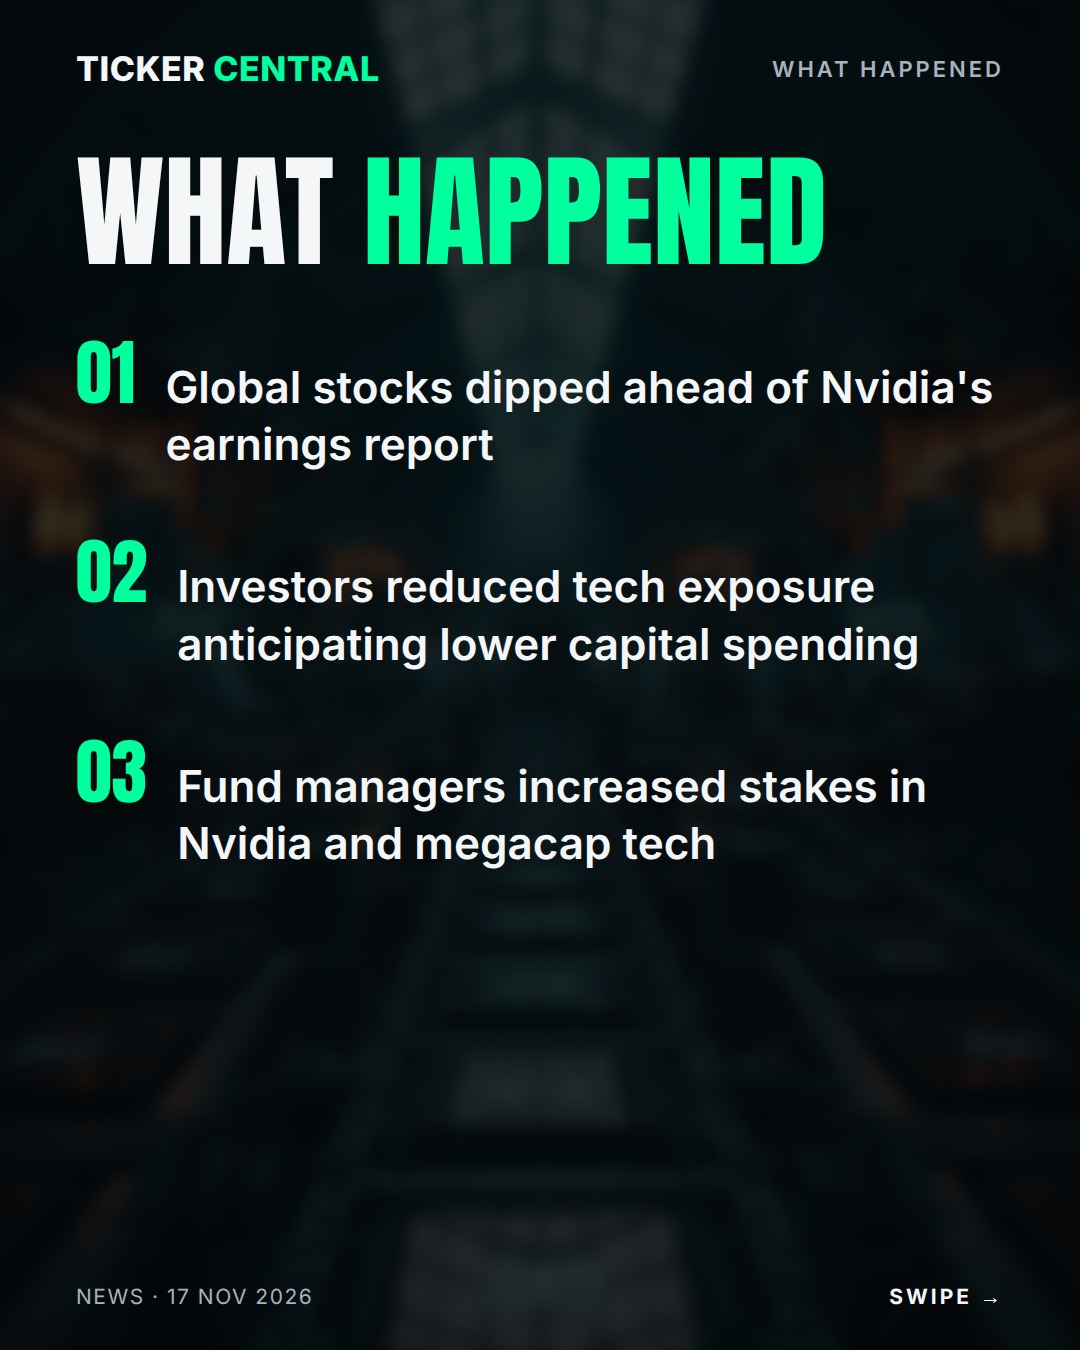 TICKER CENTRAL
WHAT HAPPENED
WHAT HAPPENED
01
Global stocks dipped ahead of Nvidia's
earnings report
02
Investors reduced tech exposure
anticipating lower capital spending
03
Fund managers increased stakes in
Nvidia and megacap tech
NEWS · 17 NOV 2026
SWIPE →